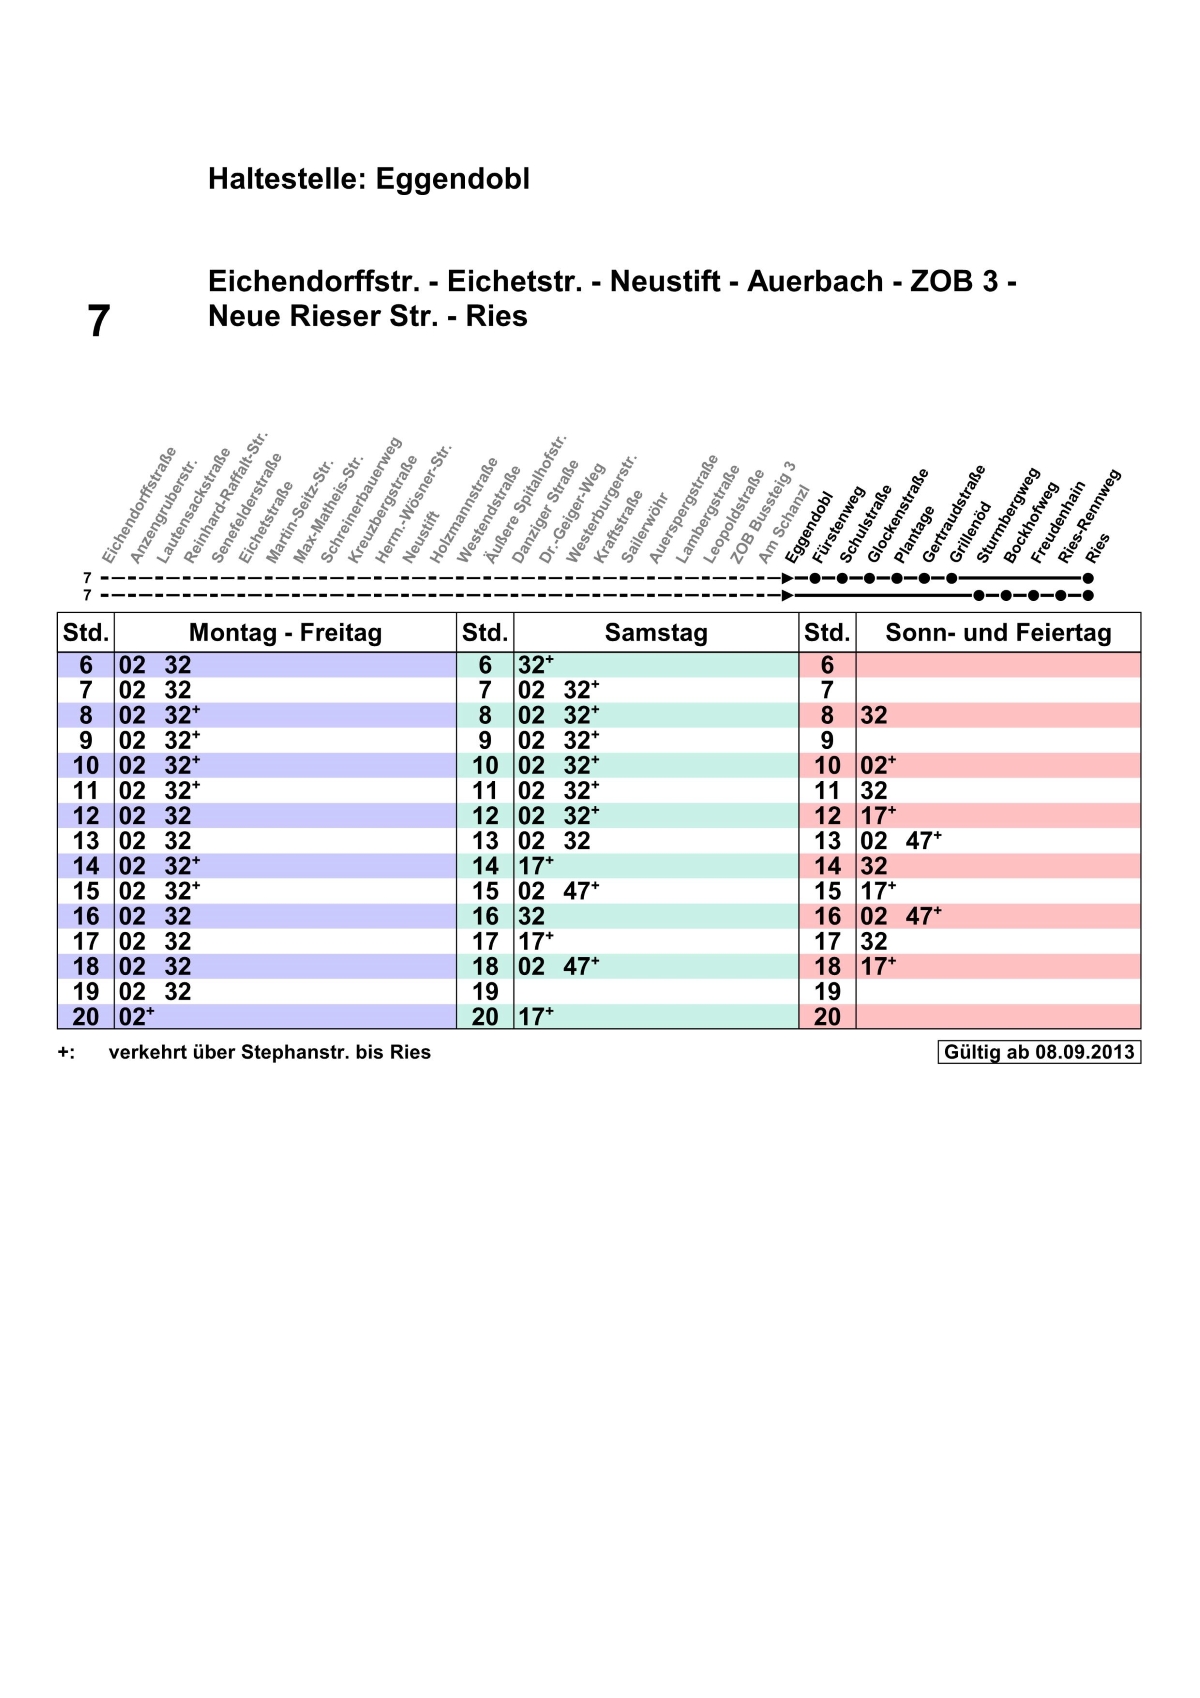 Haltestelle: Eggendobl
Eichendorffstr. - Eichetstr. - Neustift - Auerbach - ZOB 3 -
7 Neue Rieser Str. - Ries
Eichendorffstraße
Anzengruberstr.
Lautensackstraße
Reinhard-Raffalt-Str.
Senefelderstraße
Eichetstraße
Martin-Seitz-Str.
Max-Matheis-Str.
Schreinerbauerweg
Kreuzbergstraße
Herm.-Wösner-Str.
Neustift
Holzmannstraße
Westendstraße
Äußere Spitalhofstr.
Danziger Straße
Dr.-Geiger-Weg
Westerburgerstr.
Kraftstraße
Sailerwöhr
Auerspergstraße
Lambergstraße
Leopoldstraße
ZOB Bussteig 3
Am Schanzl
Eggendobl
Fürstenweg
Schulstraße
Glockenstraße
Plantage
Gertraudstraße
Grillenöd
Sturmbergweg
Bockhofweg
Freudenhain
Ries-Rennweg
Ries
7
7
Std. Montag - Freitag Std. Samstag Std. Sonn- und Feiertag
6 02 32 6 32+ 6
7 02 32 7 02 32+ 7
8 02 32+ 8 02 32+ 8 32
9 02 32+ 9 02 32+ 9
10 02 32+ 10 02 32+ 10 02+
11 02 32+ 11 02 32+ 11 32
12 02 32 12 02 32+ 12 17+
13 02 32 13 02 32 13 02 47+
14 02 32+ 14 17+ 14 32
15 02 32+ 15 02 47+ 15 17+
16 02 32 16 32 16 02 47+
17 02 32 17 17+ 17 32
18 02 32 18 02 47+ 18 17+
19 02 32 19 19
20 02+ 20 17+ 20
+: verkehrt über Stephanstr. bis Ries
Gültig ab 08.09.2013